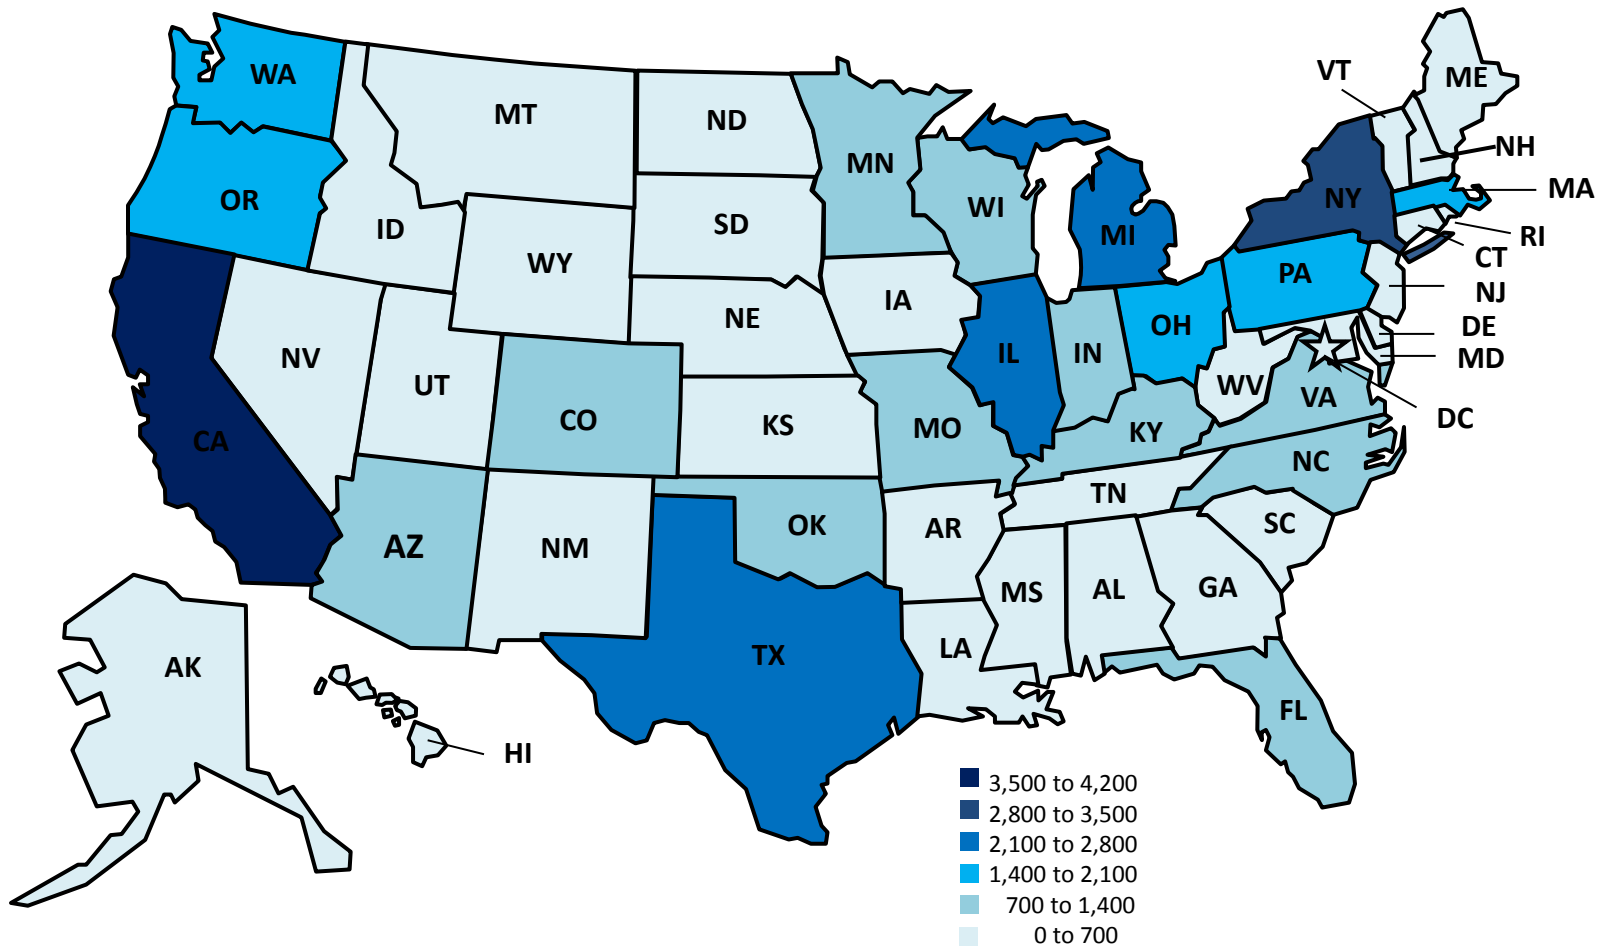 WA
MT
ND
MN
VT
ME
NH
OR
ID
SD
WI
MI
NY
MA
RI
WY
CT
PA
NJ
IA
NE
OH
DE
NV
IL
IN
MD
UT
WV
VA
DC
CO
KS
MO
KY
CA
NC
TN
AZ
NM
OK
AR
SC
MS
AL
GA
AK
TX
LA
FL
HI
3,500 to 4,200
2,800 to 3,500
2,100 to 2,800
1,400 to 2,100
700 to 1,400
0 to 700